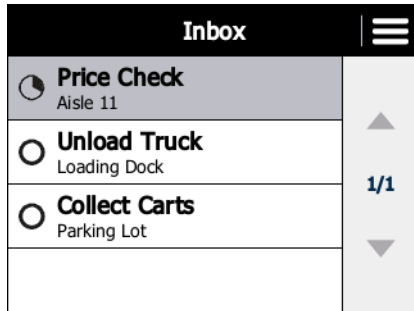 Inbox
Price Check
Aisle 11
Unload Truck
Loading Dock
1/1
Collect Carts
Parking Lot